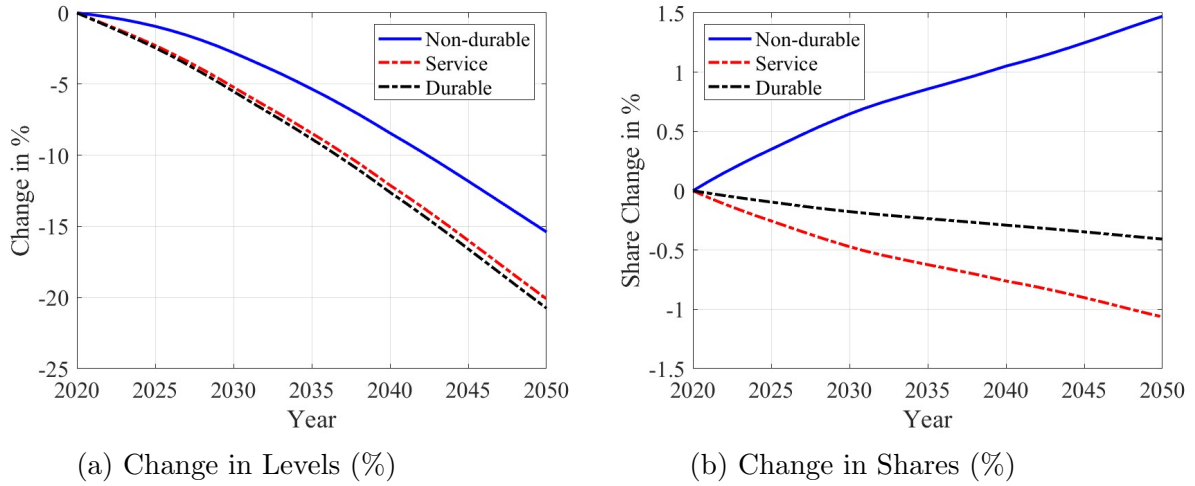 0
-5
-10
-15
-20
-25
Change in %
Non-durable
Service
Durable
2020 2025 2030 2035 2040 2045 2050
Year
(a) Change in Levels (%)
1.5
1
0.5
0
-0.5
-1
-1.5
Share Change in %
Non-durable
Service
Durable
2020 2025 2030 2035 2040 2045 2050
Year
(b) Change in Shares (%)